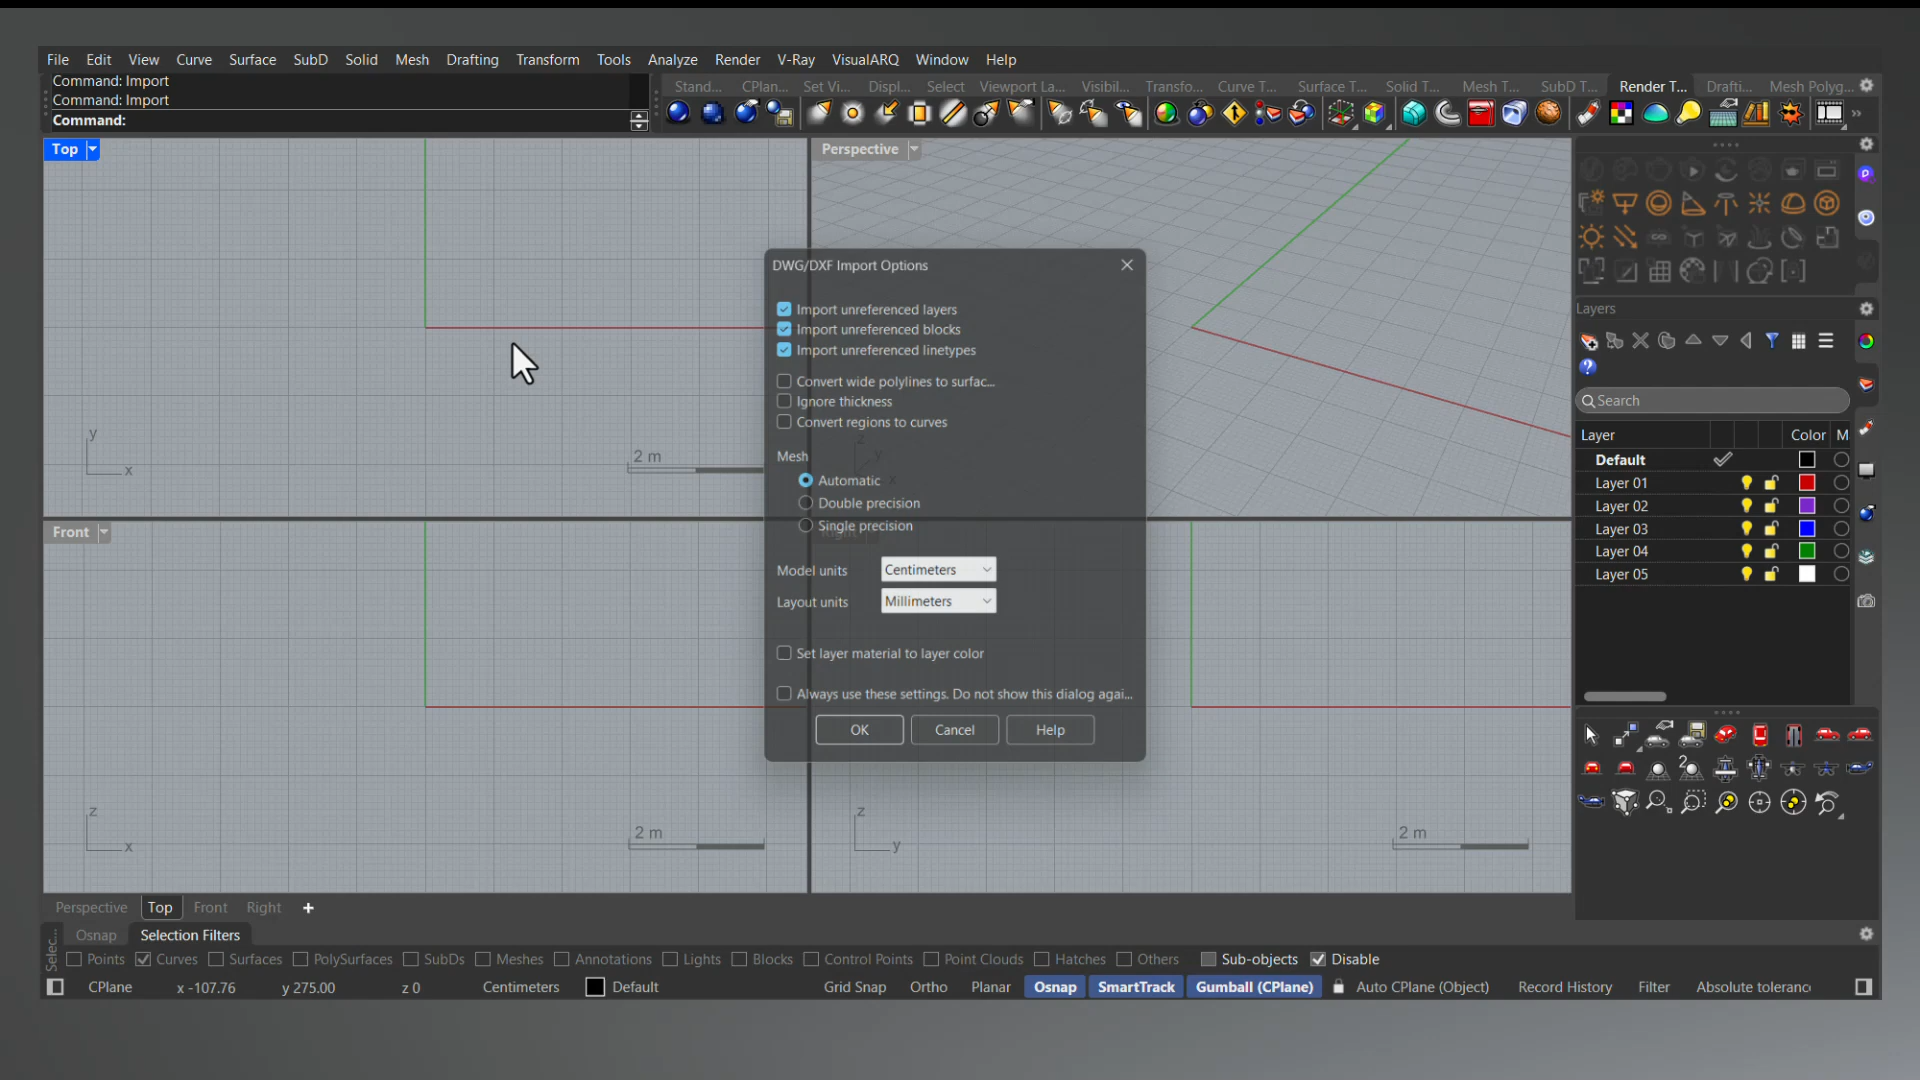 File Edit View Curve Surface SubD Solid Mesh Drafting Transform Tools Analyze Render V-Ray VisualARQ Window Help
Command: Import
Command: Import
Command:
Stand... CPlan... Set Vi... Displ... Select Viewport La... Visibil... Transfo... Curve T... Surface T... Solid T... Mesh T... SubD T... Render T... Drafti... Mesh Polyg...
Top
Perspective
DWG/DXF Import Options
Import unreferenced layers
Import unreferenced blocks
Import unreferenced linetypes
Convert wide polylines to surfac...
Ignore thickness
Convert regions to curves
Mesh
Automatic
Double precision
Single precision
Model units Centimeters
Layout units Millimeters
Set layer material to layer color
Always use these settings. Do not show this dialog agai...
OK Cancel Help
y
x
2 m
z
y
x
Front
Right
z
x
2 m
z
y
2 m
Layers
Search
Layer Color M
Default
Layer 01
Layer 02
Layer 03
Layer 04
Layer 05
2
Perspective Top Front Right +
Selec...
Osnap Selection Filters
Points Curves Surfaces PolySurfaces SubDs Meshes Annotations Lights Blocks Control Points Point Clouds Hatches Others Sub-objects Disable
CPlane x -107.76 y 275.00 z 0 Centimeters Default Grid Snap Ortho Planar Osnap SmartTrack Gumball (CPlane) Auto CPlane (Object) Record History Filter Absolute toleranc